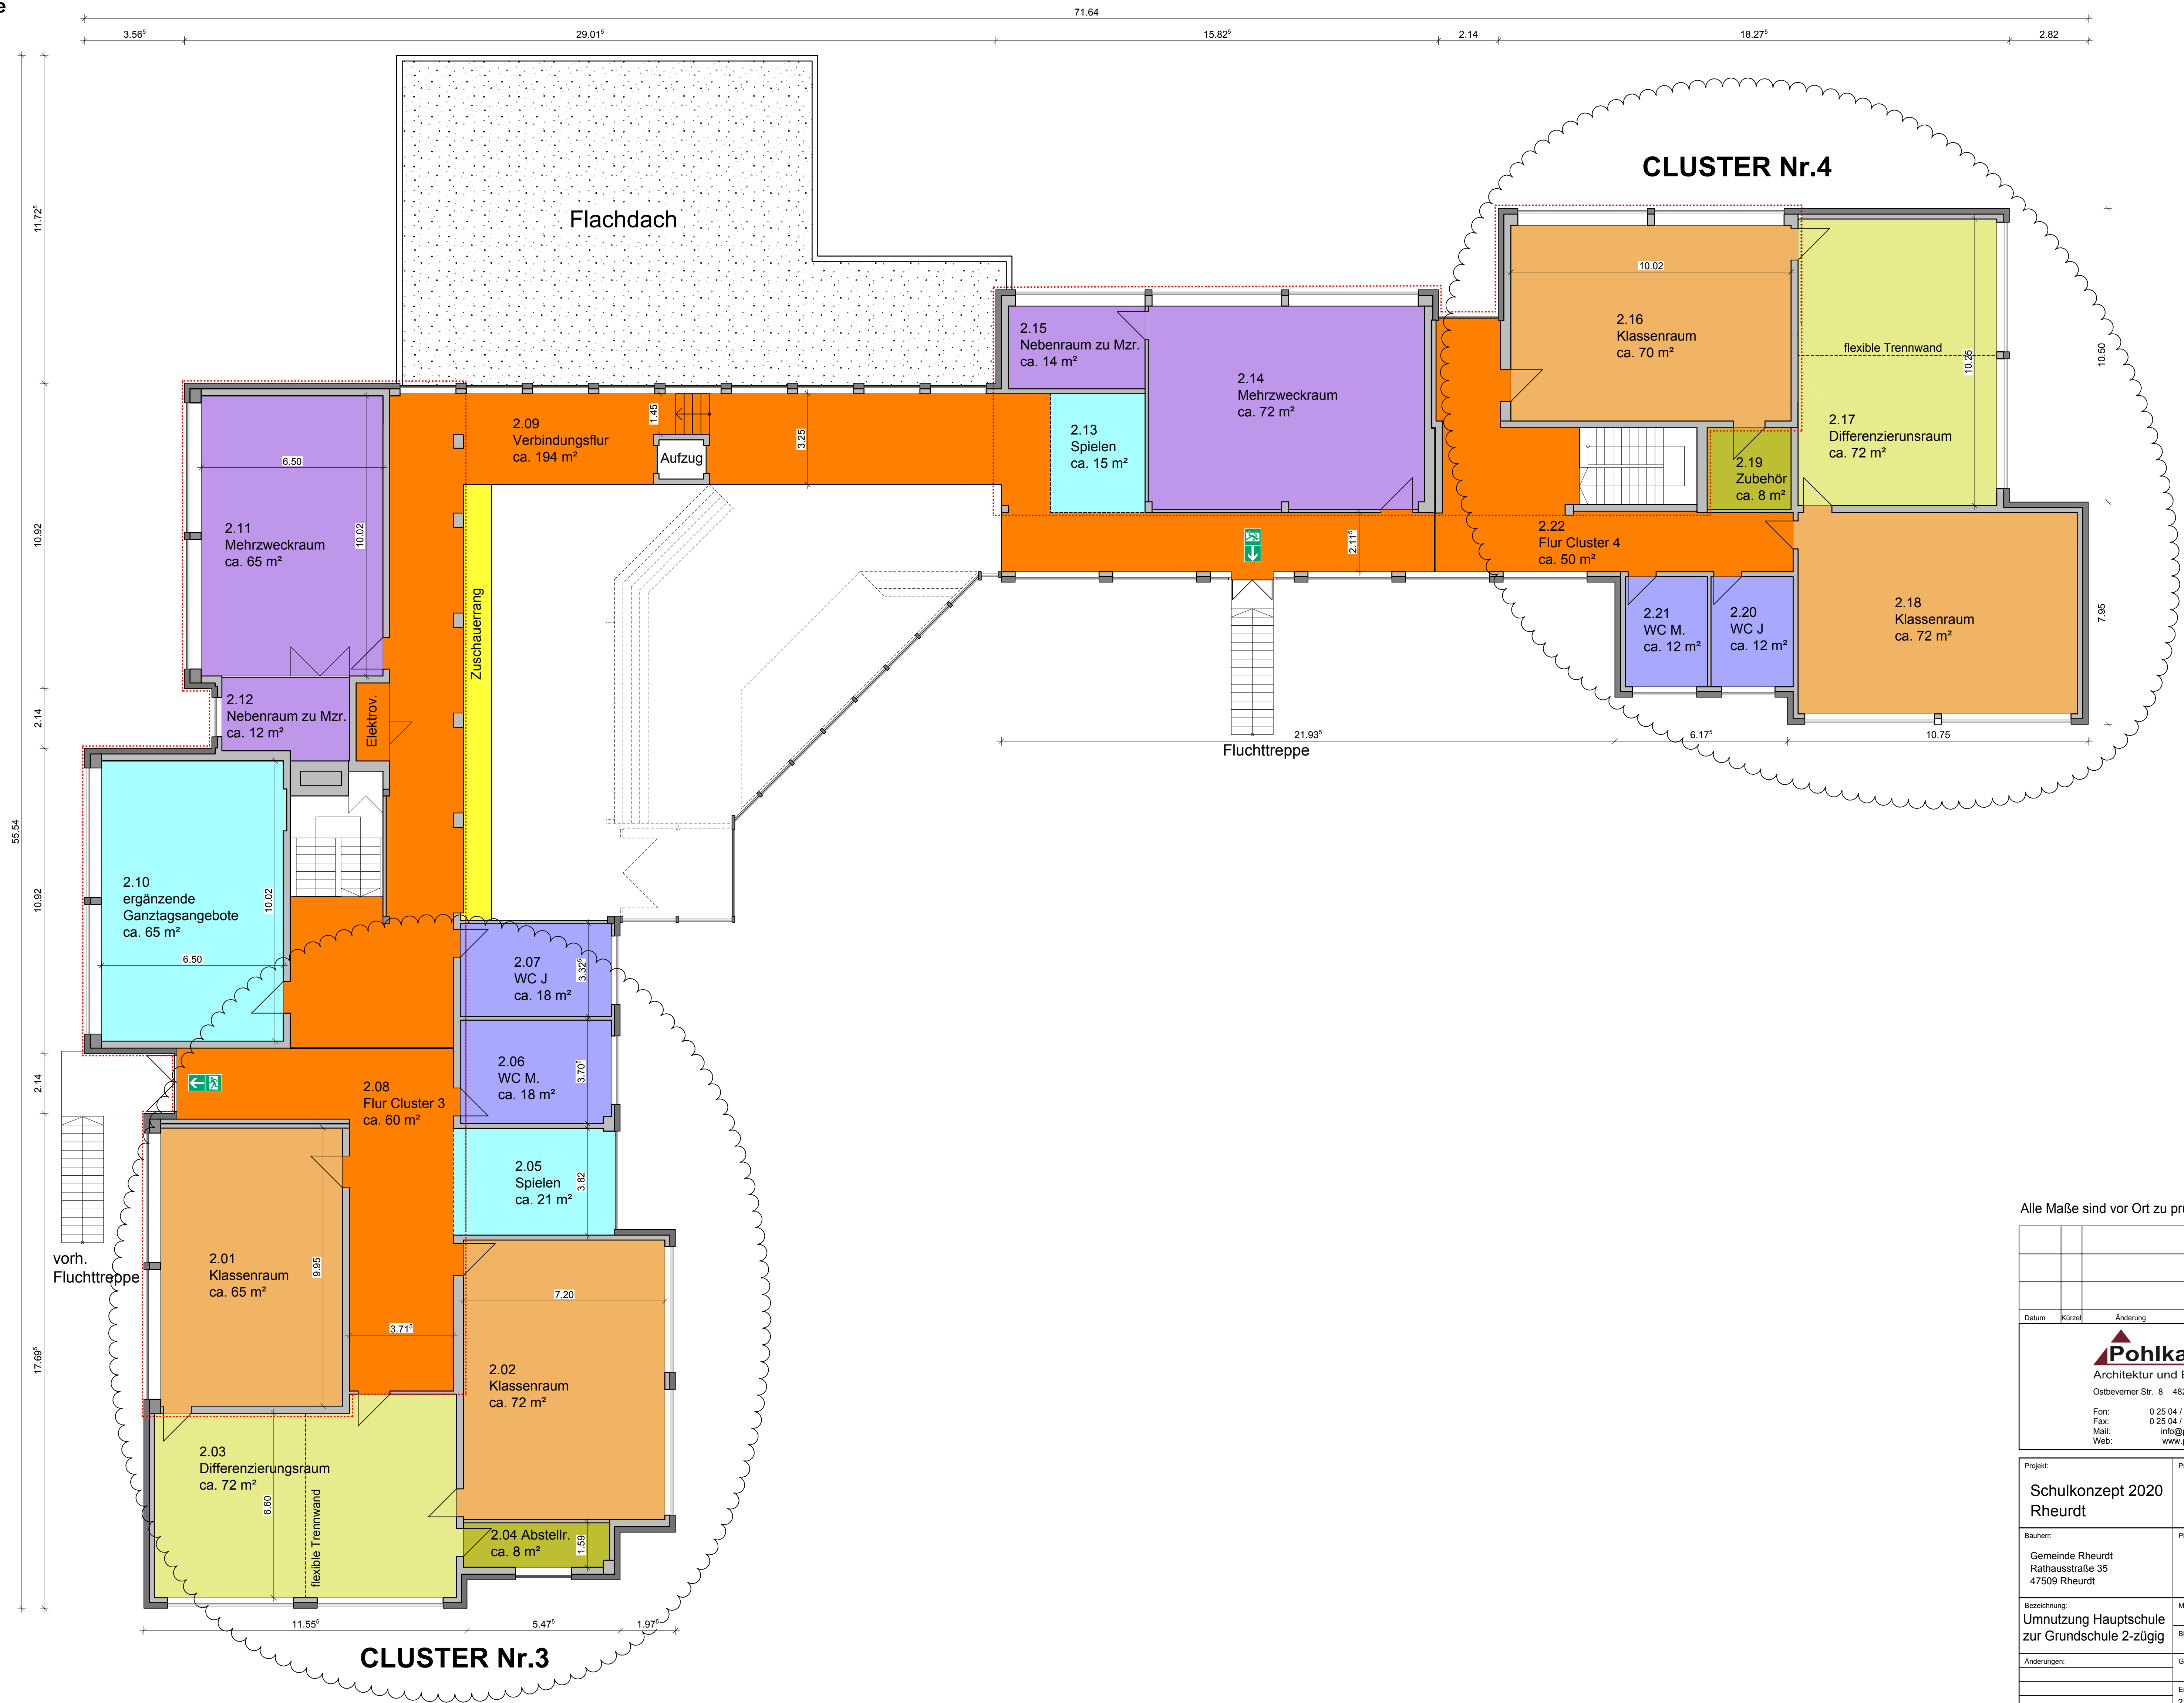 e
71.64
3.56⁵
29.01⁵
15.82⁵
2.14
18.27⁵
2.82
11.72⁵
10.92
2.14
55.54
10.92
2.14
17.69⁵
Flachdach
CLUSTER Nr.4
10.02
2.16
Klassenraum
ca. 70 m²
flexible Trennwand
10.25
10.50
2.17
Differenzierunsraum
ca. 72 m²
2.15
Nebenraum zu Mzr.
ca. 14 m²
2.14
Mehrzweckraum
ca. 72 m²
2.13
Spielen
ca. 15 m²
2.09
Verbindungsflur
ca. 194 m²
1.45
3.25
Aufzug
2.19
Zubehör
ca. 8 m²
2.22
Flur Cluster 4
ca. 50 m²
2.11⁵
2.21
WC M.
ca. 12 m²
2.20
WC J
ca. 12 m²
2.18
Klassenraum
ca. 72 m²
7.95
21.93⁵
6.17⁵
10.75
Fluchttreppe
6.50
10.02
2.11
Mehrzweckraum
ca. 65 m²
Zuschauerrang
2.12
Nebenraum zu Mzr.
ca. 12 m²
Elektrov.
2.10
ergänzende
Ganztagsangebote
ca. 65 m²
10.02
6.50
2.07
WC J
ca. 18 m²
3.32⁵
2.06
WC M.
ca. 18 m²
3.70⁵
2.08
Flur Cluster 3
ca. 60 m²
2.05
Spielen
ca. 21 m²
3.82
vorh.
Fluchttreppe
2.01
Klassenraum
ca. 65 m²
9.95
3.71⁵
7.20
2.02
Klassenraum
ca. 72 m²
2.03
Differenzierungsraum
ca. 72 m²
6.60
flexible Trennwand
2.04 Abstellr.
ca. 8 m²
1.59
11.55⁵
5.47⁵
1.97⁵
CLUSTER Nr.3
Alle Maße sind vor Ort zu
Datum Kürzel Änderung
Architektur und
Ostbeverner Str. 8
Fon: 0 25 04 /
Fax: 0 25 04 /
Mail:
Web:
Projekt:
Schulkonzept 2020
Rheurdt
Bauherr:
Gemeinde Rheurdt
Rathausstraße 35
47509 Rheurdt
Bezeichnung:
Umnutzung Hauptschule
zur Grundschule 2-zügig
Änderungen: